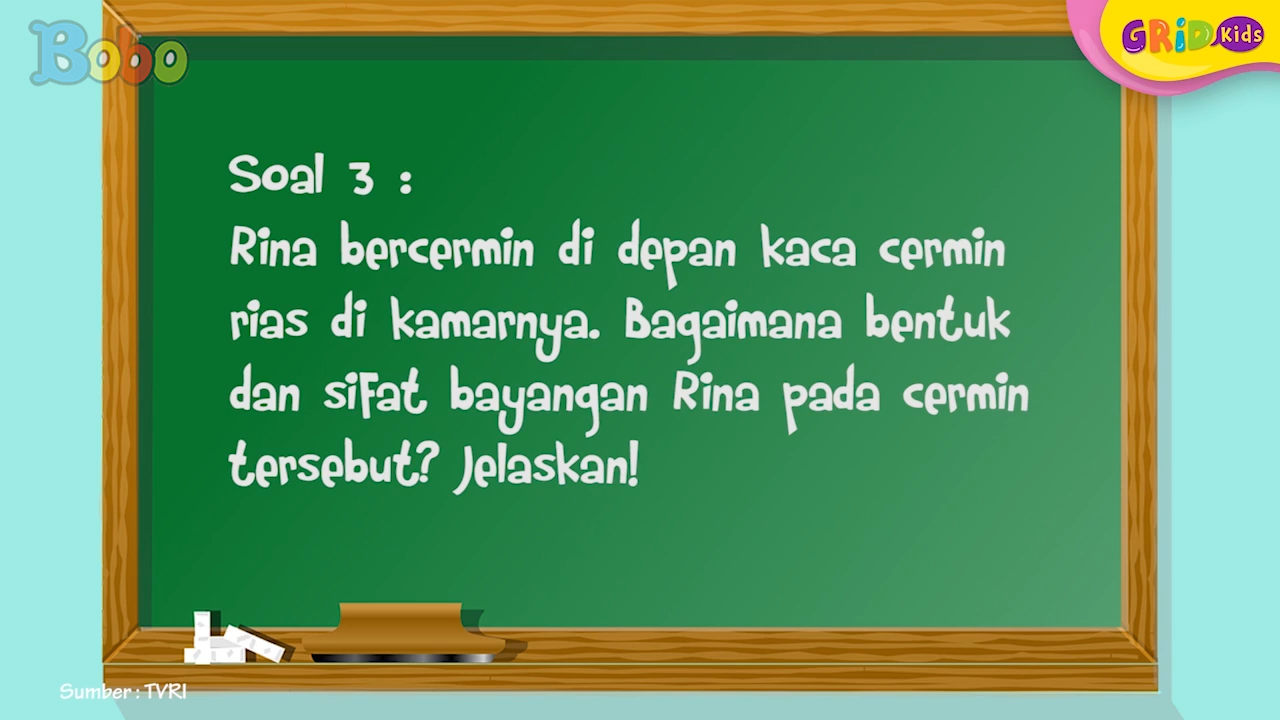 Bobo
GRID Kids
Soal 3 :
Rina bercermin di depan kaca cermin
rias di kamarnya. Bagaimana bentuk
dan sifat bayangan Rina pada cermin
tersebut? Jelaskan!
Sumber : TVRI